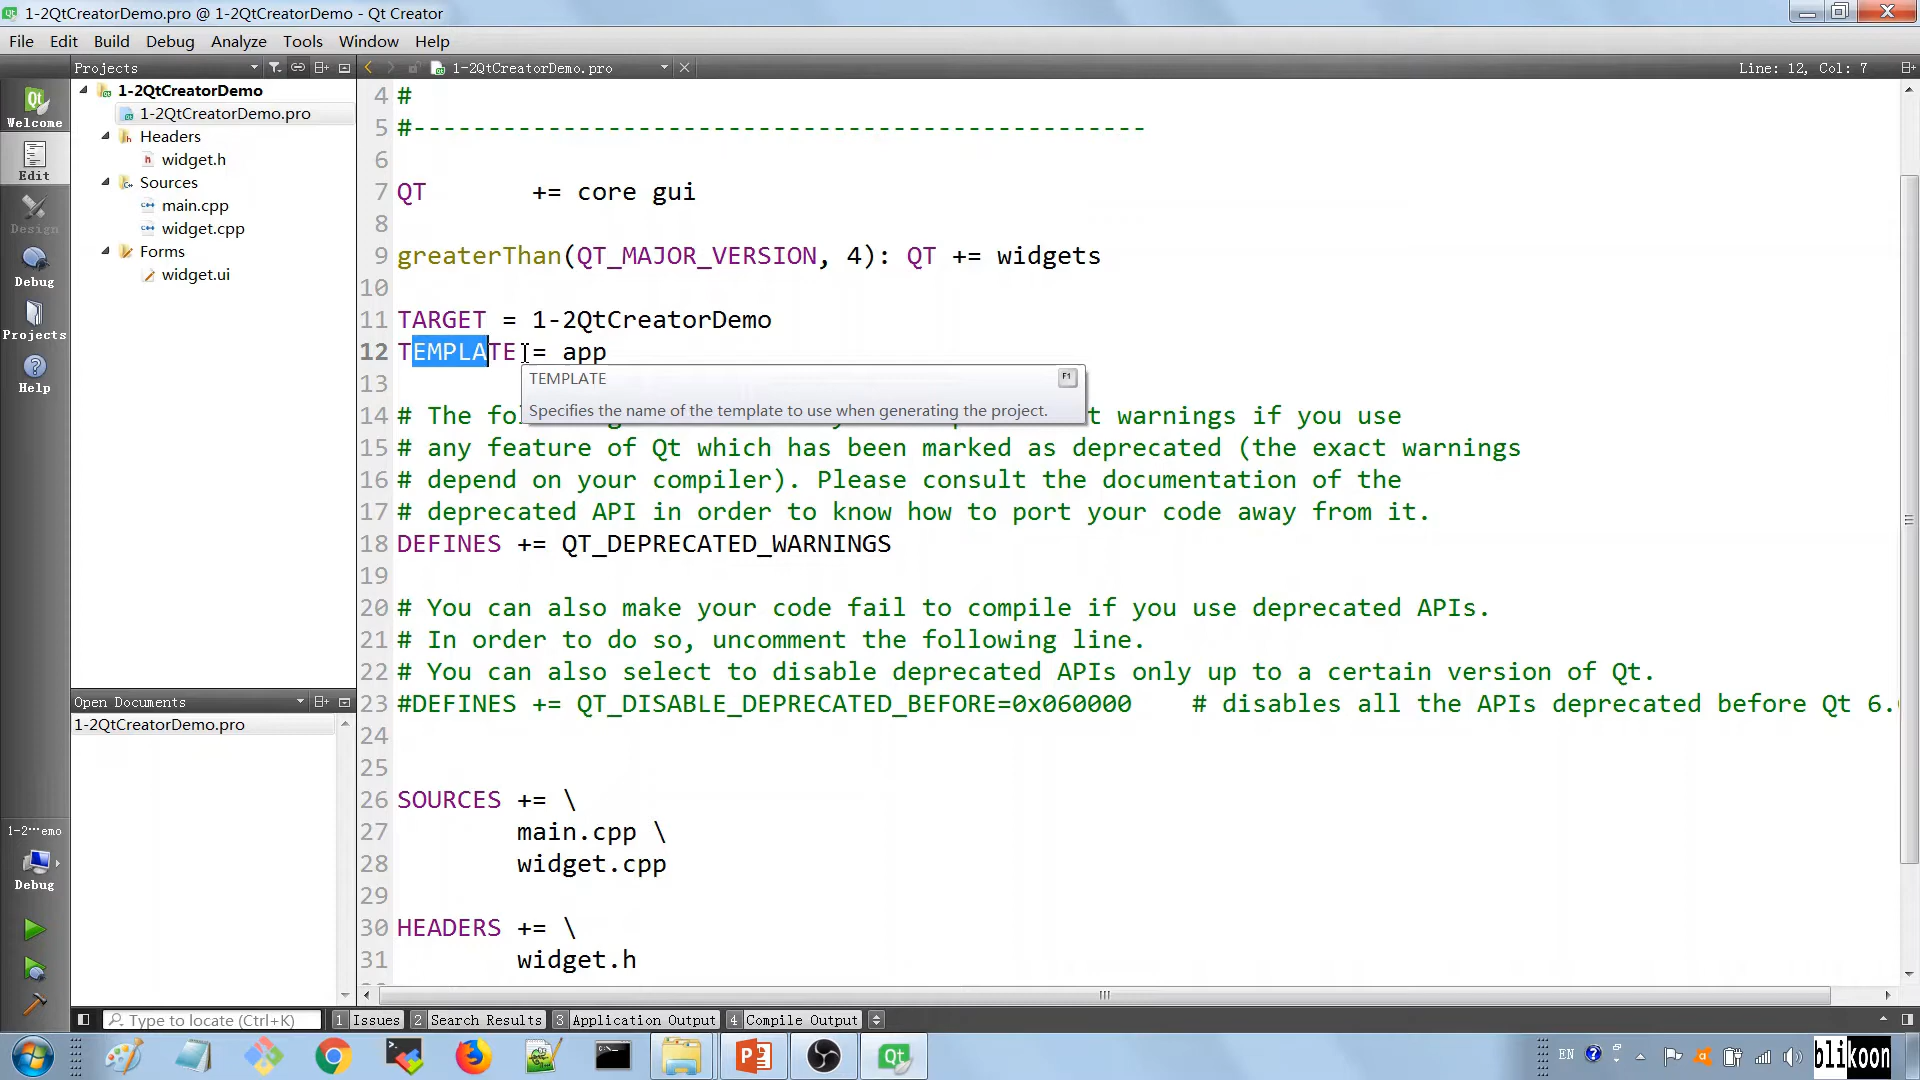 1-2QtCreatorDemo.pro @ 1-2QtCreatorDemo - Qt Creator
File Edit Build Debug Analyze Tools Window Help
Projects
1-2QtCreatorDemo.pro
Line: 12, Col: 7
Welcome
Edit
Design
Debug
Projects
Help
1-2QtCreatorDemo
1-2QtCreatorDemo.pro
Headers
widget.h
Sources
main.cpp
widget.cpp
Forms
widget.ui
4 #
5 #-------------------------------------------------
6
7 QT       += core gui
8
9 greaterThan(QT_MAJOR_VERSION, 4): QT += widgets
10
11 TARGET = 1-2QtCreatorDemo
12 TEMPLATE = app
13
TEMPLATE F1
Specifies the name of the template to use when generating the project.
14 # The fo t warnings if you use
15 # any feature of Qt which has been marked as deprecated (the exact warnings
16 # depend on your compiler). Please consult the documentation of the
17 # deprecated API in order to know how to port your code away from it.
18 DEFINES += QT_DEPRECATED_WARNINGS
19
20 # You can also make your code fail to compile if you use deprecated APIs.
21 # In order to do so, uncomment the following line.
22 # You can also select to disable deprecated APIs only up to a certain version of Qt.
23 #DEFINES += QT_DISABLE_DEPRECATED_BEFORE=0x060000    # disables all the APIs deprecated before Qt 6.
24
25
26 SOURCES += \
27         main.cpp \
28         widget.cpp
29
30 HEADERS += \
31         widget.h
Open Documents
1-2QtCreatorDemo.pro
1-2···emo
Debug
Type to locate (Ctrl+K)
1 Issues 2 Search Results 3 Application Output 4 Compile Output
EN
blikoon